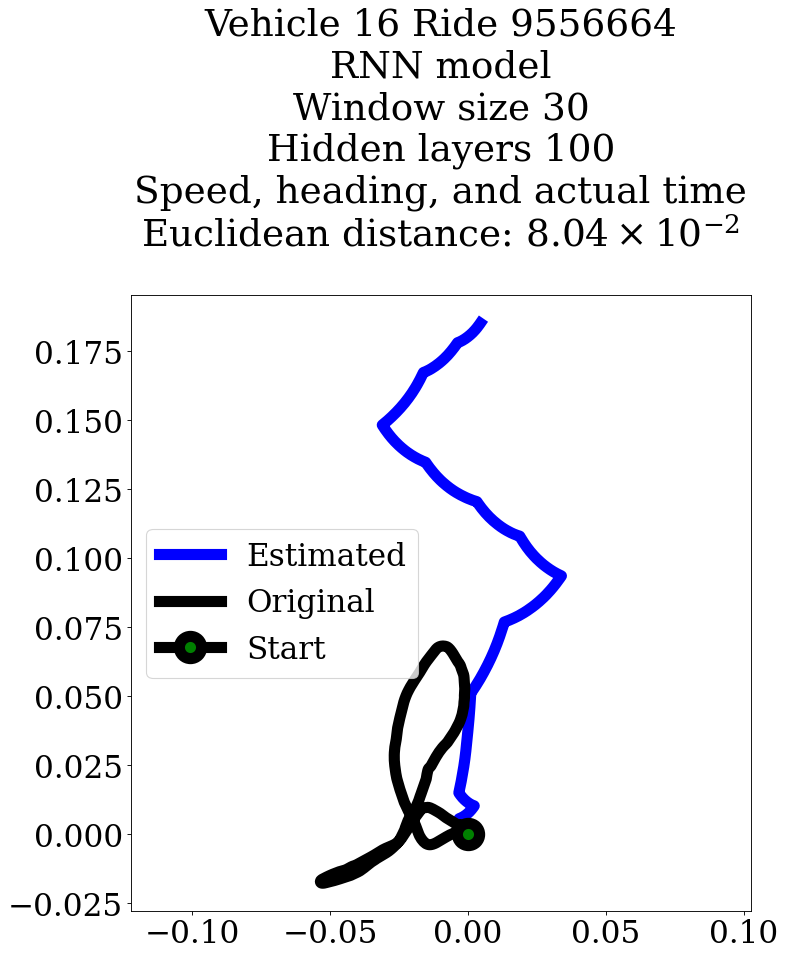 Vehicle 16 Ride 9556664
RNN model
Window size 30
Hidden layers 100
Speed, heading, and actual time
Euclidean distance: 8.04 × 10⁻²
0.175
0.150
0.125
0.100
0.075
0.050
0.025
0.000
−0.025
Estimated
Original
Start
−0.10 −0.05 0.00 0.05 0.10